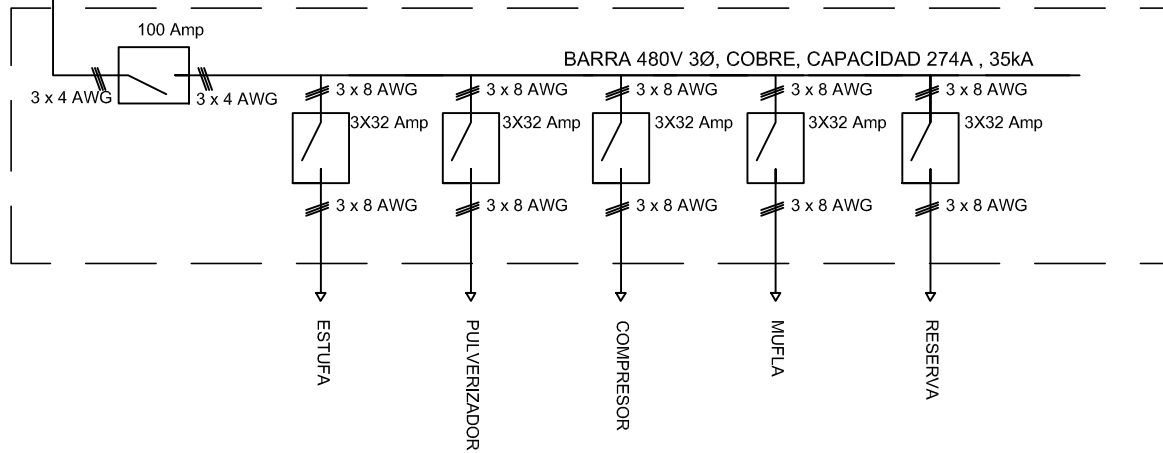 100 Amp
BARRA 480V 3Ø, COBRE, CAPACIDAD 274A , 35kA
3 x 4 AWG
3 x 4 AWG
3 x 8 AWG
3 x 8 AWG
3 x 8 AWG
3 x 8 AWG
3 x 8 AWG
3X32 Amp
3X32 Amp
3X32 Amp
3X32 Amp
3X32 Amp
3 x 8 AWG
3 x 8 AWG
3 x 8 AWG
3 x 8 AWG
3 x 8 AWG
ESTUFA
PULVERIZADOR
COMPRESOR
MUFLA
RESERVA